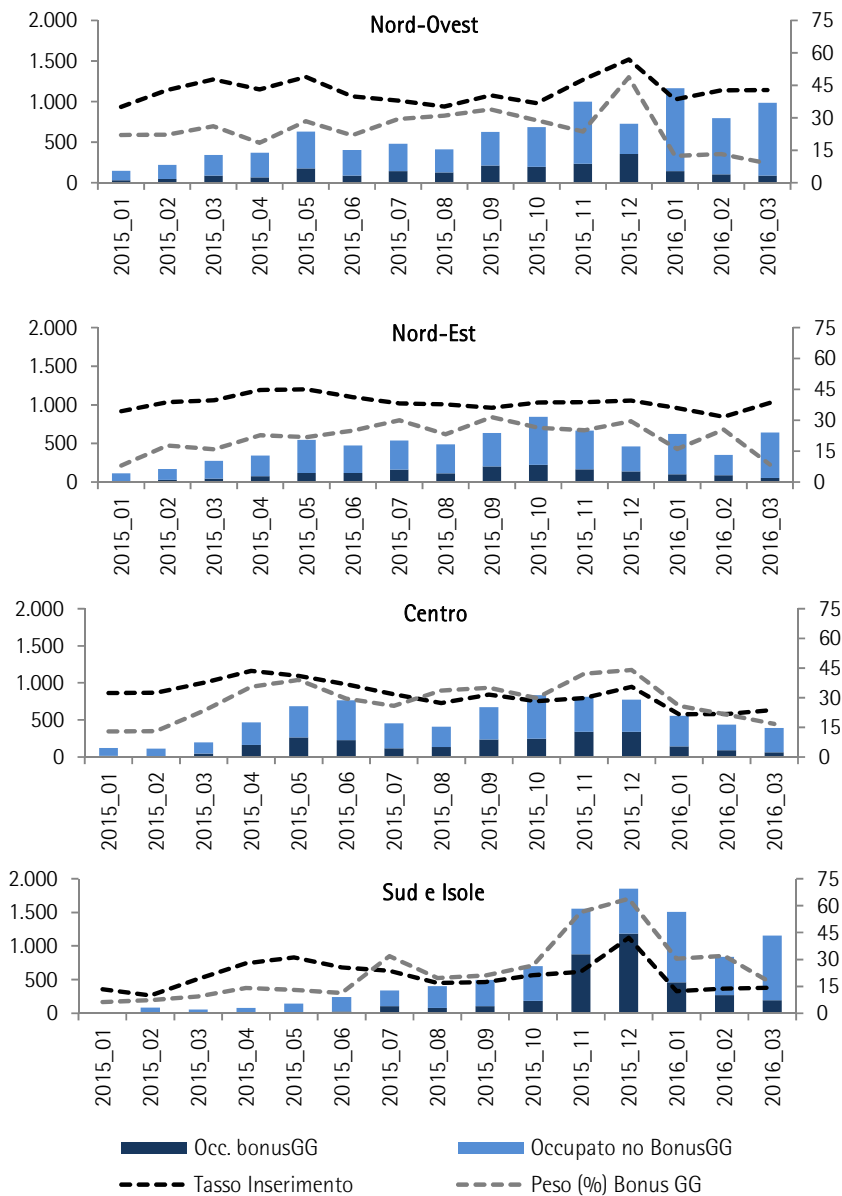 Nord-Ovest
2.000 75
1.500 60
1.000 45
30
500 15
0 0
2015_01 2015_02 2015_03 2015_04 2015_05 2015_06 2015_07 2015_08 2015_09 2015_10 2015_11 2015_12 2016_01 2016_02 2016_03
Nord-Est
2.000 75
1.500 60
1.000 45
30
500 15
0 0
2015_01 2015_02 2015_03 2015_04 2015_05 2015_06 2015_07 2015_08 2015_09 2015_10 2015_11 2015_12 2016_01 2016_02 2016_03
Centro
2.000 75
1.500 60
1.000 45
30
500 15
0 0
2015_01 2015_02 2015_03 2015_04 2015_05 2015_06 2015_07 2015_08 2015_09 2015_10 2015_11 2015_12 2016_01 2016_02 2016_03
Sud e Isole
2.000 75
1.500 60
1.000 45
30
500 15
0 0
2015_01 2015_02 2015_03 2015_04 2015_05 2015_06 2015_07 2015_08 2015_09 2015_10 2015_11 2015_12 2016_01 2016_02 2016_03
Occ. bonusGG Occupato no BonusGG
Tasso Inserimento Peso (%) Bonus GG